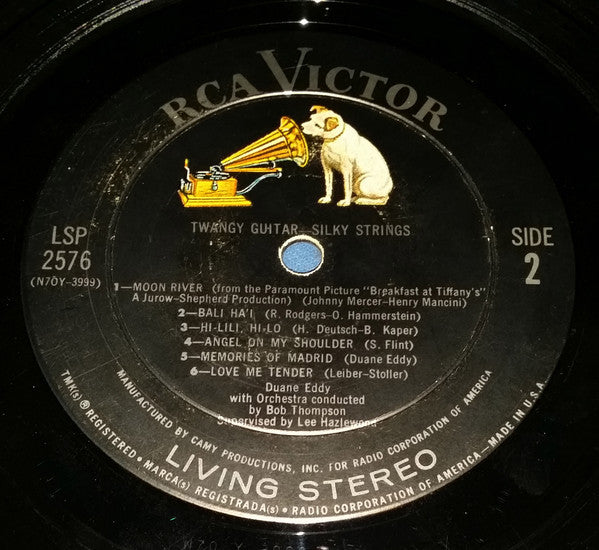 RCA VICTOR
TWANGY GUITAR—SILKY STRINGS
LSP
2576
(N7OY-3999)
SIDE
2
1—MOON RIVER (from the Paramount Picture "Breakfast at Tiffany's"
A Jurow-Shepherd Production) (Johnny Mercer-Henry Mancini)
2—BALI HA'I (R. Rodgers-O. Hammerstein)
3—HI-LILI, HI-LO (H. Deutsch-B. Kaper)
4—ANGEL ON MY SHOULDER (S. Flint)
5—MEMORIES OF MADRID (Duane Eddy)
6—LOVE ME TENDER (Leiber-Stoller)
Duane Eddy
with Orchestra conducted
by Bob Thompson
Supervised by Lee Hazlewood
MANUFACTURED BY CAMY PRODUCTIONS, INC. FOR RADIO CORPORATION OF AMERICA
LIVING STEREO
TMK(s) ® REGISTERED • MARCA(s) REGISTRADA(s) • RADIO CORPORATION OF AMERICA—MADE IN U.S.A.